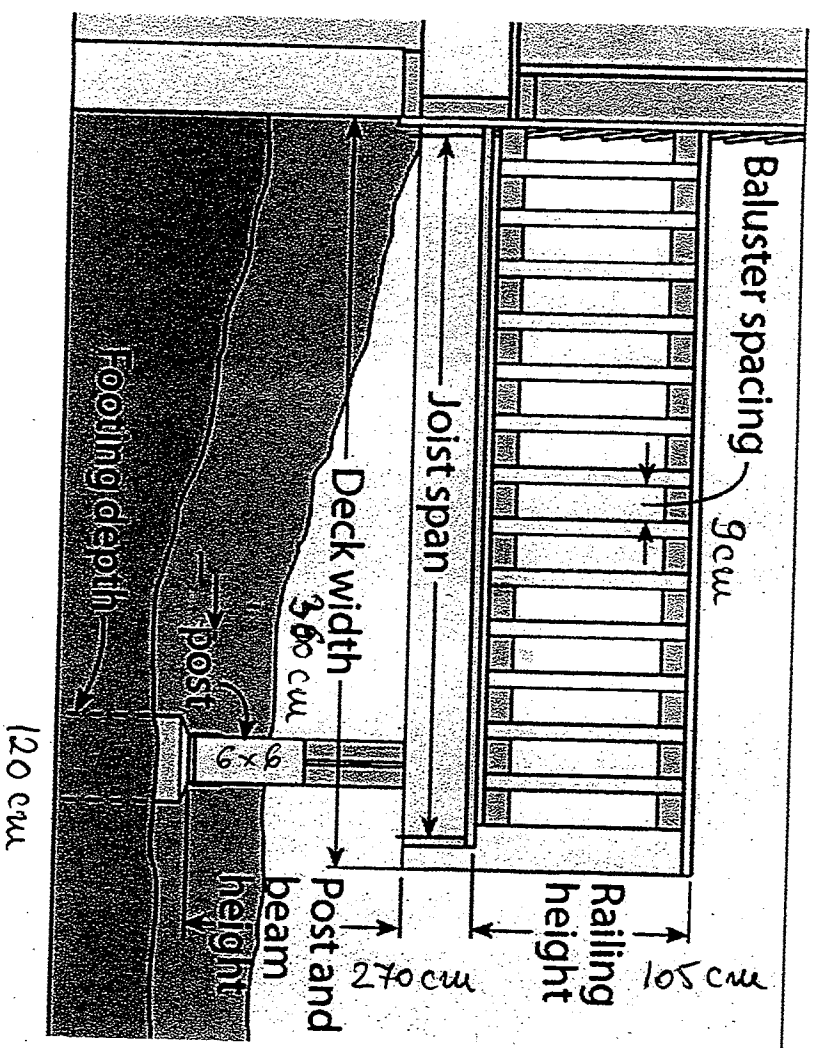 Baluster spacing
9cm
Railing
height
105 cm
Joist span
Deck width
360 cm
Post and
beam
height
270 cm
post
6x6
Footing depth
120 cm